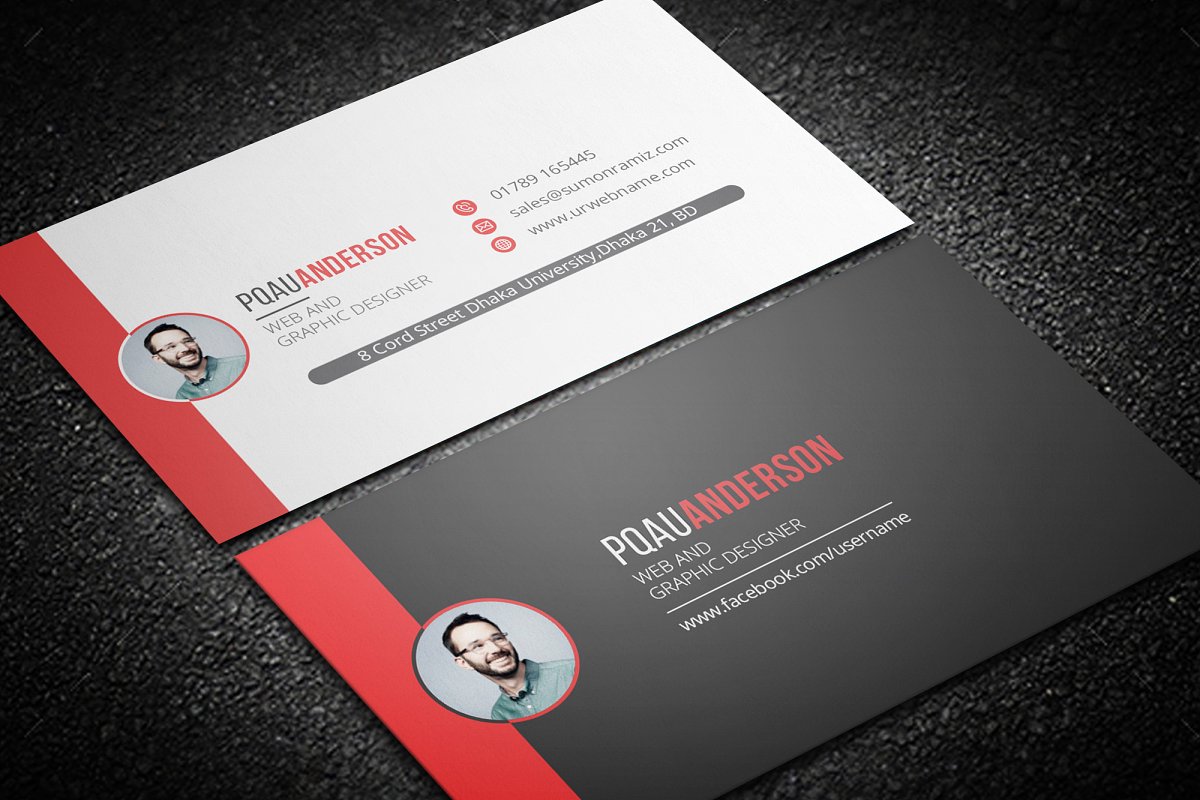 PQAUANDERSON
WEB AND
GRAPHIC DESIGNER
01789 165445
sales@sumonramiz.com
www.urwebname.com
8 Cord Street Dhaka University,Dhaka 21, BD
PQAUANDERSON
WEB AND
GRAPHIC DESIGNER
www.facebook.com/username